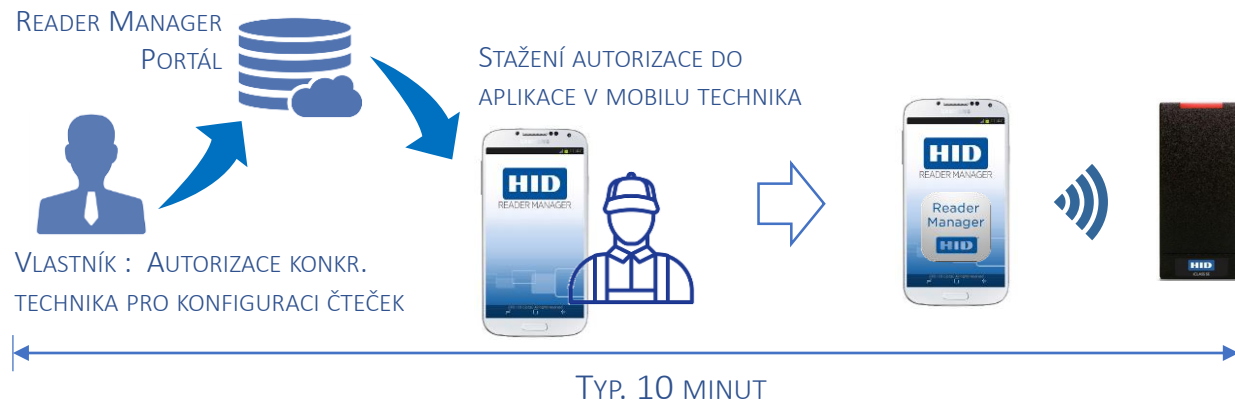 READER MANAGER
PORTÁL
STAŽENÍ AUTORIZACE DO
APLIKACE V MOBILU TECHNIKA
VLASTNÍK : AUTORIZACE KONKR.
TECHNIKA PRO KONFIGURACI ČTEČEK
HID
READER MANAGER
HID
READER MANAGER
Reader
Manager
HID
HID
TYP. 10 MINUT